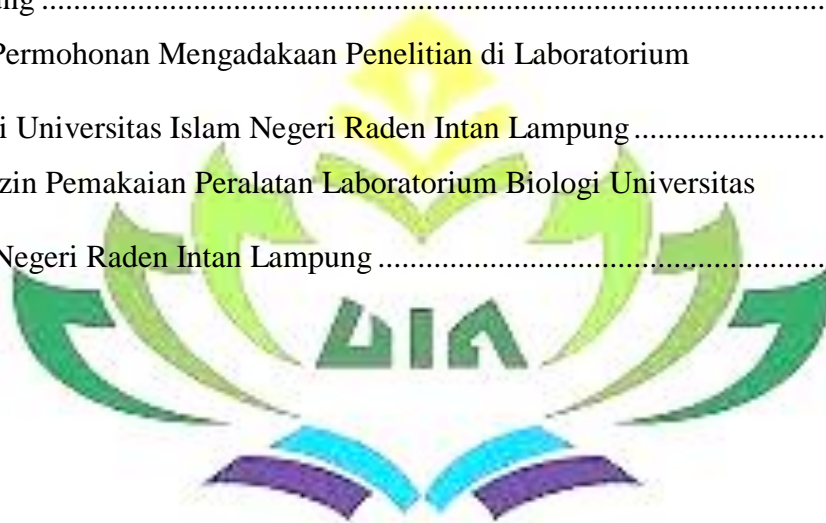 ng ........................................................................................................
Permohonan Mengadakaan Penelitian di Laboratorium
i Universitas Islam Negeri Raden Intan Lampung ........................
zin Pemakaian Peralatan Laboratorium Biologi Universitas
Negeri Raden Intan Lampung ........................................................
UIN